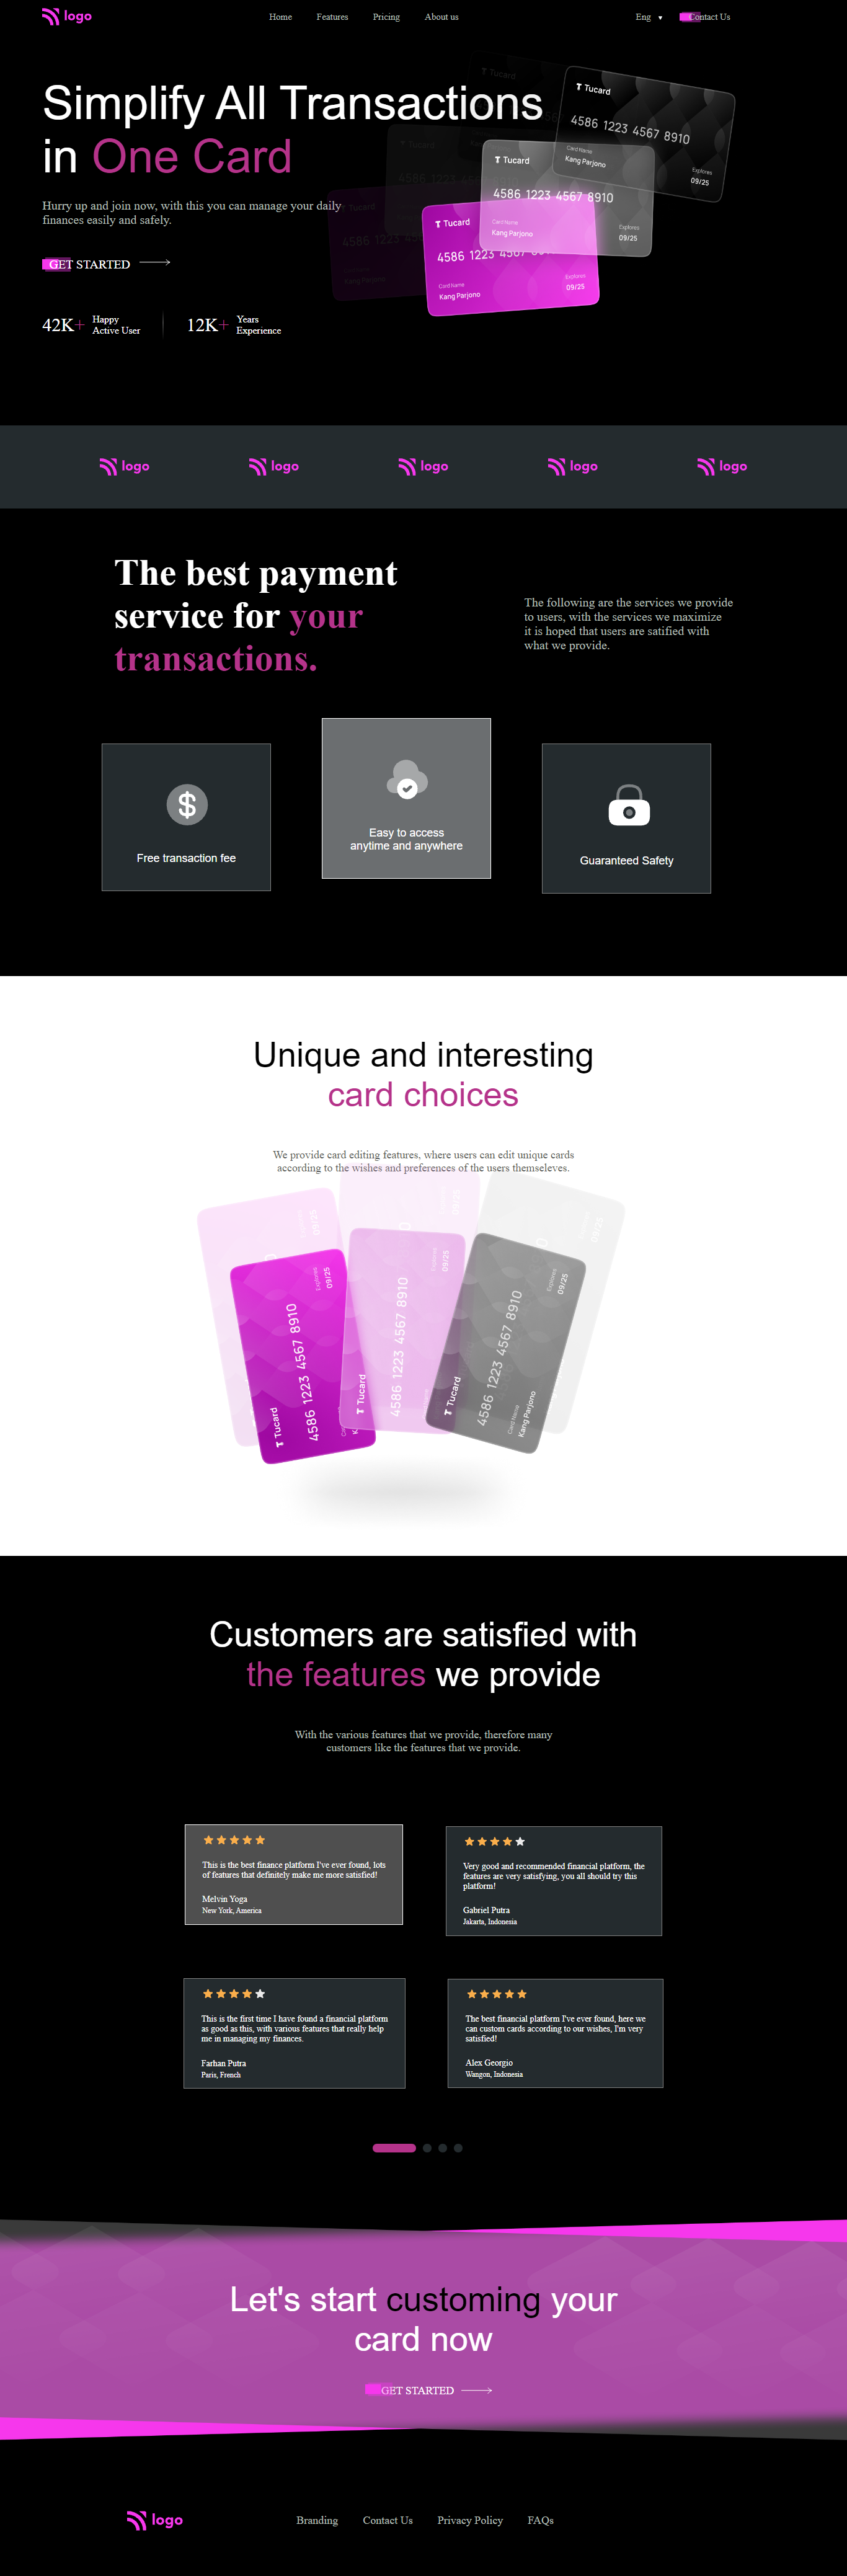 logo
Home Features Pricing About us
Eng Contact Us
Simplify All Transactions
in One Card
Hurry up and join now, with this you can manage your daily
finances easily and safely.
GET STARTED
42K+ Happy
Active User
12K+ Years
Experience
Tucard
Tucard
4586 1223 4567 8910
Card Name
Kang Parjono
Explores
09/25
Tucard
4586 1223 4567 8910
Card Name
Kang Parjono
Explores
09/25
Tucard
4586 1223 4567
Card Name
Kang Parjono
Explores
09/25
Tucard
4586 1223
Kang Parjono
logo logo logo logo logo
The best payment
service for your
transactions.
The following are the services we provide
to users, with the services we maximize
it is hoped that users are satified with
what we provide.
Free transaction fee
Easy to access
anytime and anywhere
Guaranteed Safety
Unique and interesting
card choices
We provide card editing features, where users can edit unique cards
according to the wishes and preferences of the users themseleves.
Explores
09/25
4586 1223 4567 8910
Tucard
Explores
09/25
4586 1223 4567 8910
Tucard
Explores
09/25
4586 1223 4567 8910
Tucard
Card Name
Kang Parjono
Customers are satisfied with
the features we provide
With the various features that we provide, therefore many
customers like the features that we provide.
This is the best finance platform I've ever found, lots
of features that definitely make me more satisfied!
Melvin Yoga
New York, America
Very good and recommended financial platform, the
features are very satisfying, you all should try this
platform!
Gabriel Putra
Jakarta, Indonesia
This is the first time I have found a financial platform
as good as this, with various features that really help
me in managing my finances.
Farhan Putra
Paris, French
The best financial platform I've ever found, here we
can custom cards according to our wishes, I'm very
satisfied!
Alex Georgio
Wangon, Indonesia
Let's start customing your
card now
GET STARTED
logo
Branding Contact Us Privacy Policy FAQs